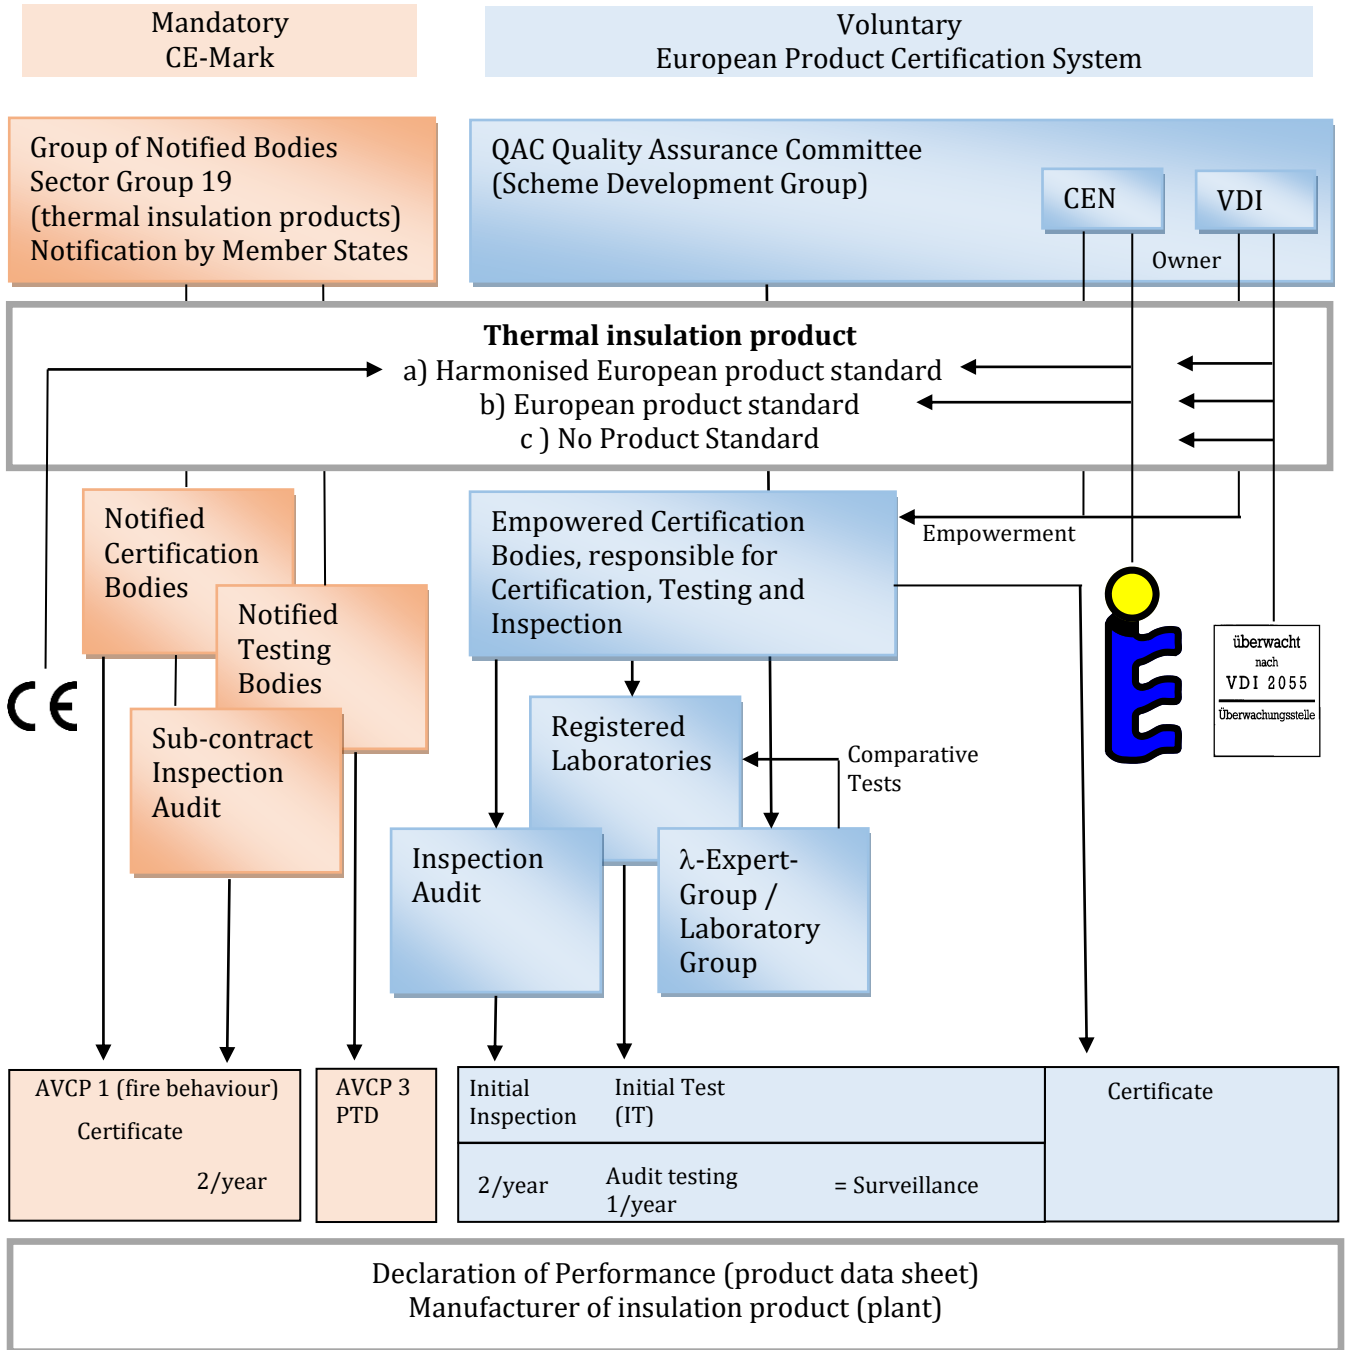 Mandatory
CE-Mark
Voluntary
European Product Certification System
Group of Notified Bodies
Sector Group 19
(thermal insulation products)
Notification by Member States
QAC Quality Assurance Committee
(Scheme Development Group)
CEN
VDI
Owner
Thermal insulation product
a) Harmonised European product standard
b) European product standard
c ) No Product Standard
Notified
Certification
Bodies
Notified
Testing
Bodies
Sub-contract
Inspection
Audit
CE
Empowered Certification
Bodies, responsible for
Certification, Testing and
Inspection
Empowerment
überwacht
nach
VDI 2055
Überwachungsstelle
Registered
Laboratories
Comparative
Tests
Inspection
Audit
λ-Expert-
Group /
Laboratory
Group
AVCP 1 (fire behaviour)
Certificate
2/year
AVCP 3
PTD
Initial
Inspection
Initial Test
(IT)
2/year
Audit testing
1/year
= Surveillance
Certificate
Declaration of Performance (product data sheet)
Manufacturer of insulation product (plant)